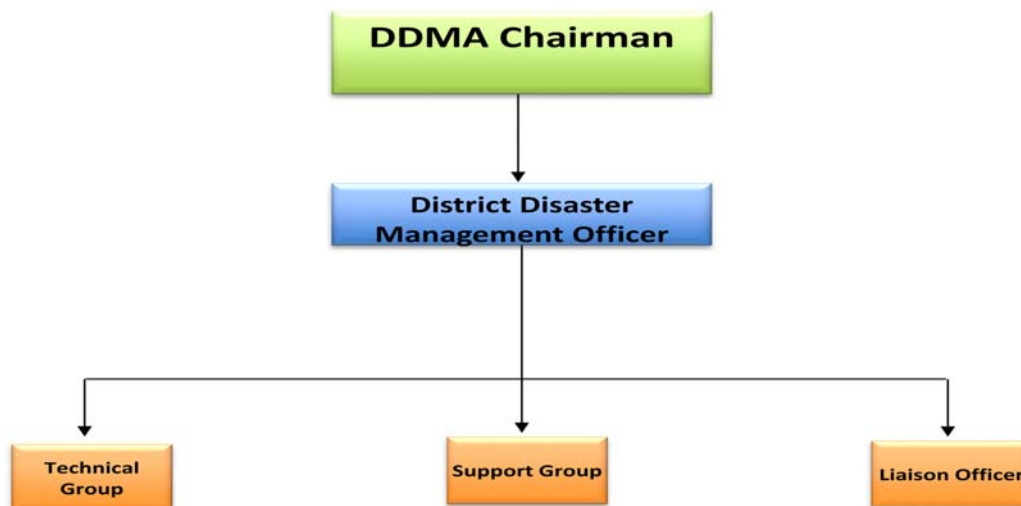 DDMA Chairman
District Disaster
Management Officer
Technical
Group
Support Group
Liaison Officer